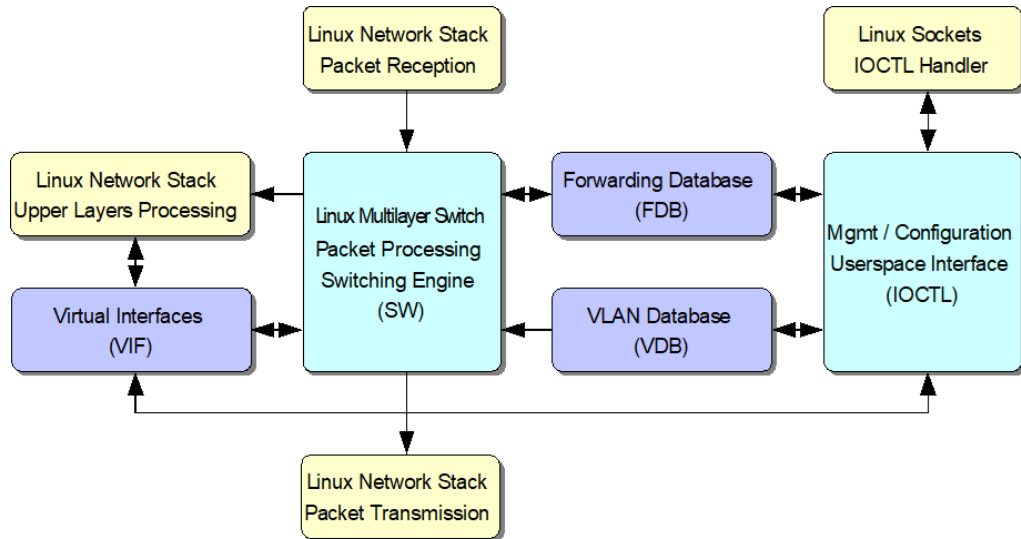 Linux Network Stack
Packet Reception
Linux Sockets
IOCTL Handler
Linux Network Stack
Upper Layers Processing
Linux Multilayer Switch
Packet Processing
Switching Engine
(SW)
Forwarding Database
(FDB)
Mgmt / Configuration
Userspace Interface
(IOCTL)
Virtual Interfaces
(VIF)
VLAN Database
(VDB)
Linux Network Stack
Packet Transmission